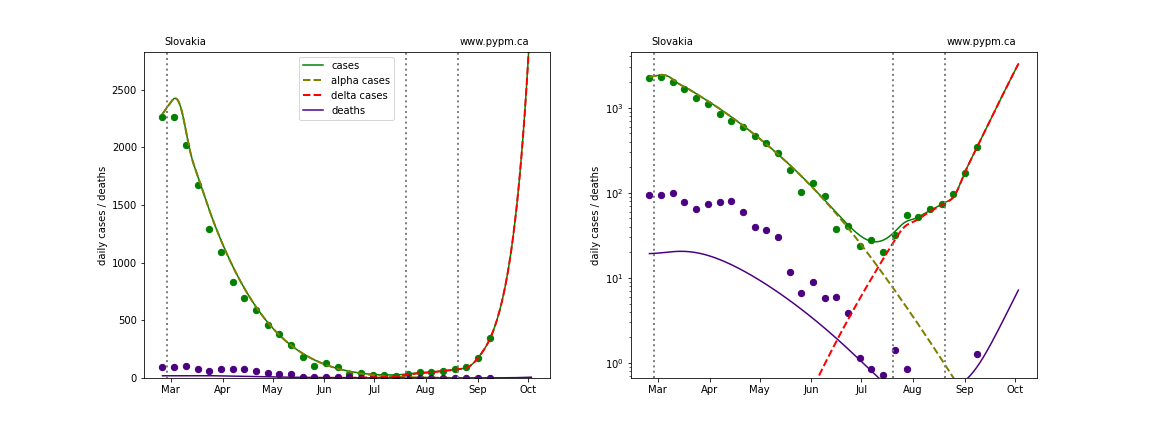 Slovakia www.pypm.ca
cases
alpha cases
delta cases
deaths
daily cases / deaths
2500
2000
1500
1000
500
0
Mar Apr May Jun Jul Aug Sep Oct
Slovakia www.pypm.ca
daily cases / deaths
10³
10²
10¹
10⁰
Mar Apr May Jun Jul Aug Sep Oct